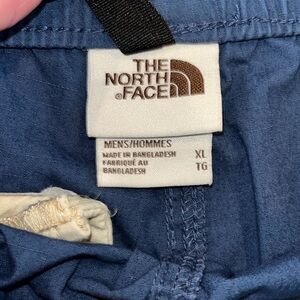 THE
NORTH
®FACE
MENS/HOMMES
MADE IN BANGLADESH XL
FABRIQUÉ AU TG
BANGLADESH